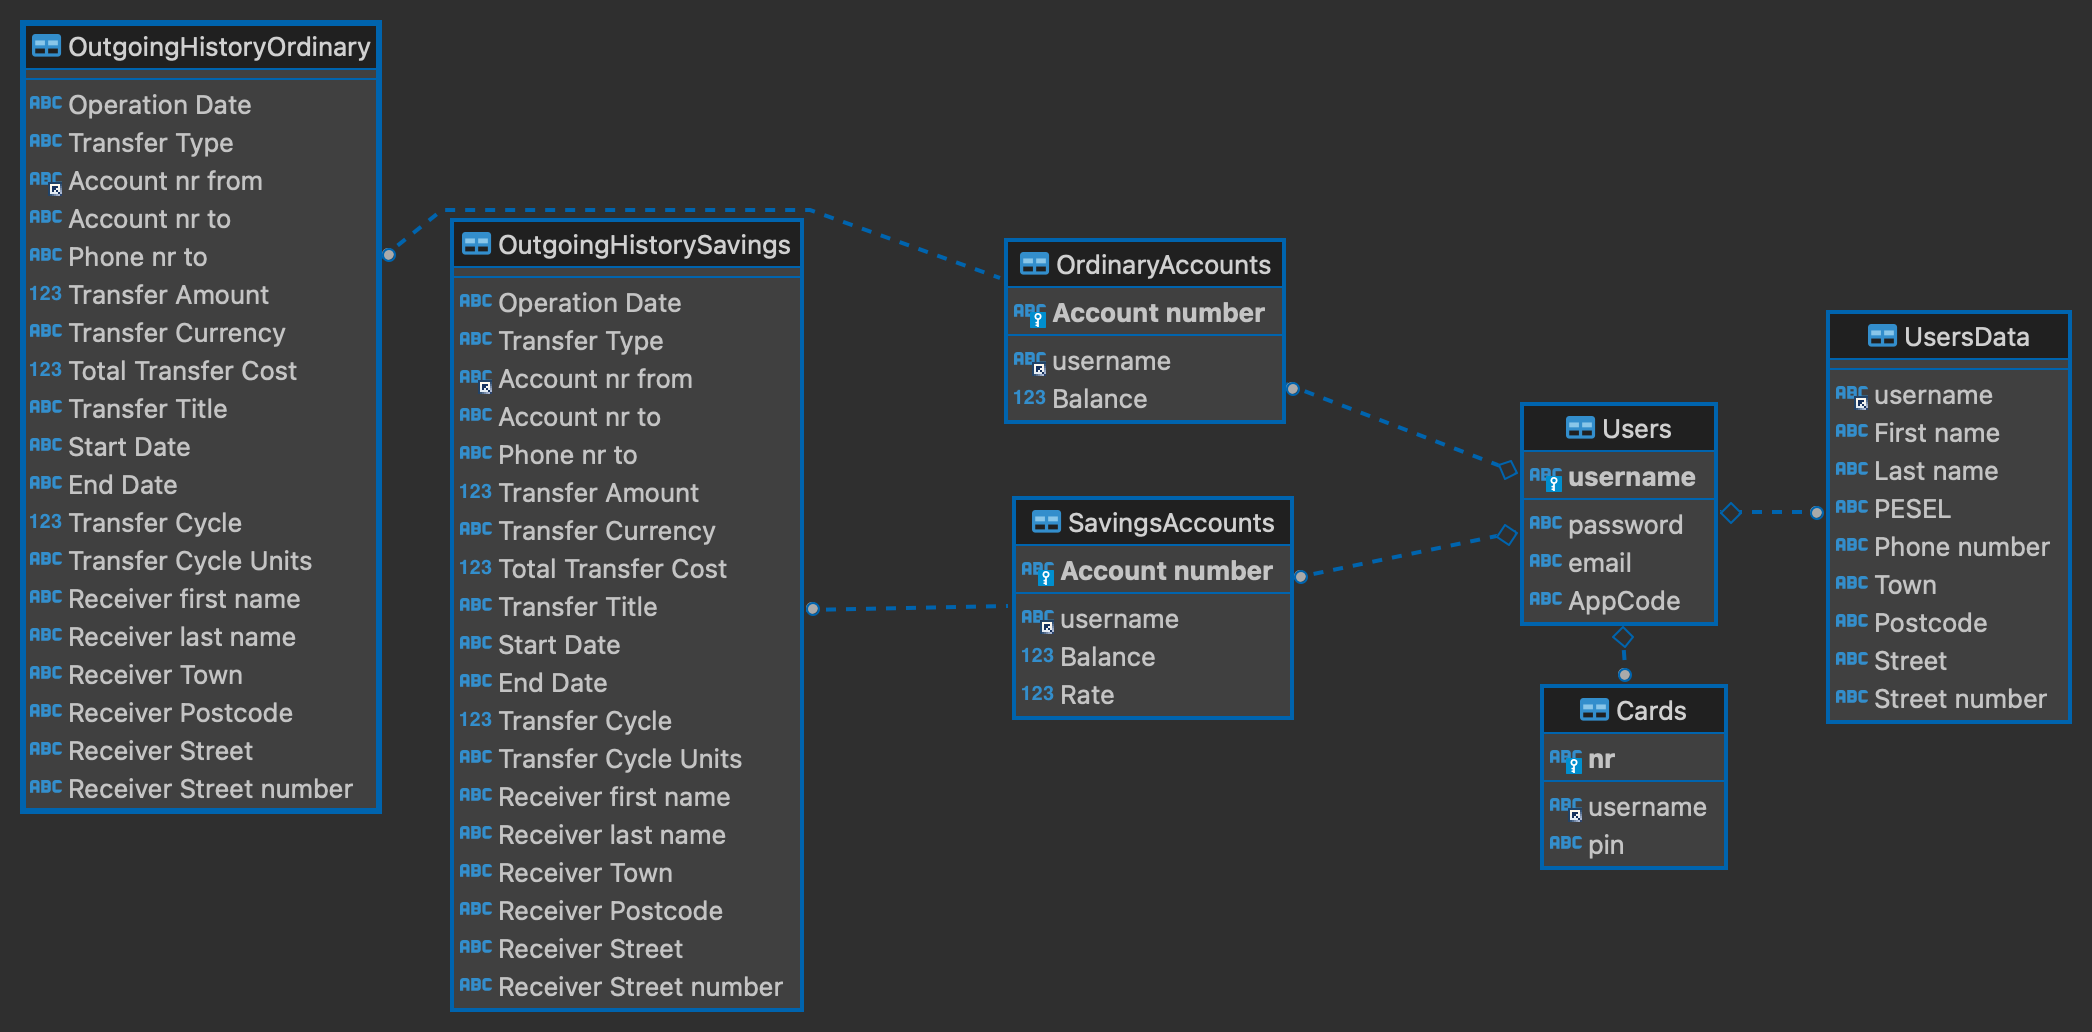 OutgoingHistoryOrdinary
ABC Operation Date
ABC Transfer Type
ABC Account nr from
ABC Account nr to
ABC Phone nr to
123 Transfer Amount
ABC Transfer Currency
123 Total Transfer Cost
ABC Transfer Title
ABC Start Date
ABC End Date
123 Transfer Cycle
ABC Transfer Cycle Units
ABC Receiver first name
ABC Receiver last name
ABC Receiver Town
ABC Receiver Postcode
ABC Receiver Street
ABC Receiver Street number
OutgoingHistorySavings
ABC Operation Date
ABC Transfer Type
ABC Account nr from
ABC Account nr to
ABC Phone nr to
123 Transfer Amount
ABC Transfer Currency
123 Total Transfer Cost
ABC Transfer Title
ABC Start Date
ABC End Date
123 Transfer Cycle
ABC Transfer Cycle Units
ABC Receiver first name
ABC Receiver last name
ABC Receiver Town
ABC Receiver Postcode
ABC Receiver Street
ABC Receiver Street number
OrdinaryAccounts
ABC Account number
ABC username
123 Balance
SavingsAccounts
ABC Account number
ABC username
123 Balance
123 Rate
Users
ABC username
ABC password
ABC email
ABC AppCode
Cards
ABC nr
ABC username
ABC pin
UsersData
ABC username
ABC First name
ABC Last name
ABC PESEL
ABC Phone number
ABC Town
ABC Postcode
ABC Street
ABC Street number